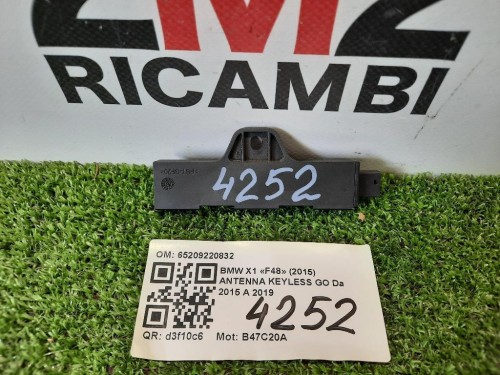 2M2
RICAMBI
4252
OM: 65209220832
BMW X1 «F48» (2015)
ANTENNA KEYLESS GO Da
2015 A 2019
4252
QR: d3f10c6 Mot: B47C20A